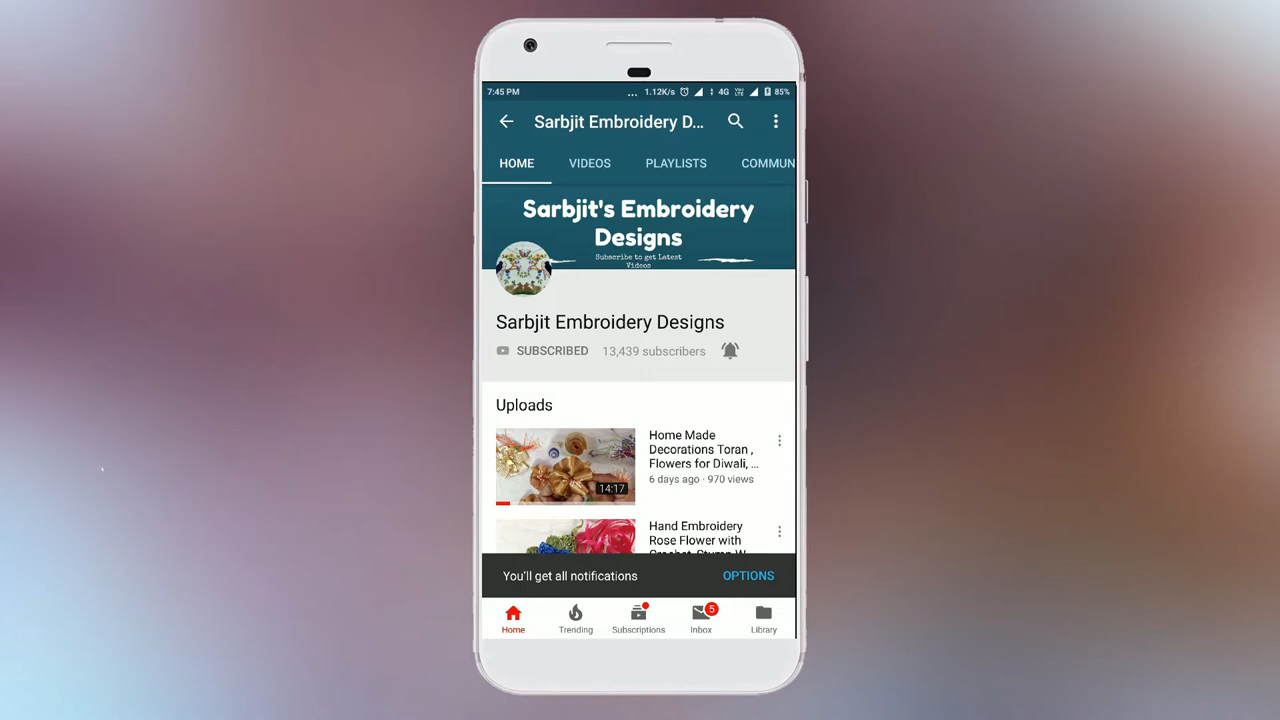 7:45 PM ... 1.12K/s 4G VoLTE 85%
Sarbjit Embroidery D...
HOME VIDEOS PLAYLISTS COMMUN
Sarbjit's Embroidery
Designs
Subscribe to get Latest
Videos
Sarbjit Embroidery Designs
SUBSCRIBED 13,439 subscribers
Uploads
Home Made
Decorations Toran ,
Flowers for Diwali, ...
6 days ago · 970 views
14:17
Hand Embroidery
Rose Flower with
Crochet, Stump W
You'll get all notifications OPTIONS
5
Home Trending Subscriptions Inbox Library